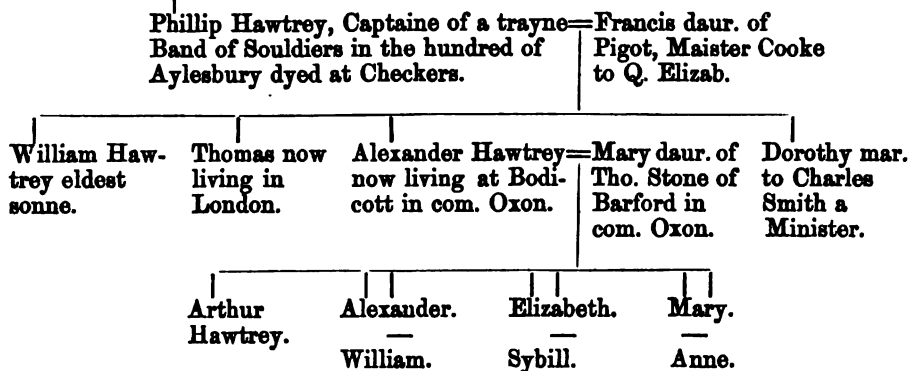 Phillip Hawtrey, Captaine of a trayne=Francis daur. of
Band of Souldiers in the hundred of Pigot, Maister Cooke
Aylesbury dyed at Checkers. to Q. Elizab.
William Haw-
trey eldest
sonne.
Thomas now
living in
London.
Alexander Hawtrey=Mary daur. of
now living at Bodi- Tho. Stone of
cott in com. Oxon. Barford in
com. Oxon.
Dorothy mar.
to Charles
Smith a
Minister.
Arthur
Hawtrey.
Alexander.
William.
Elizabeth.
Sybill.
Mary.
Anne.